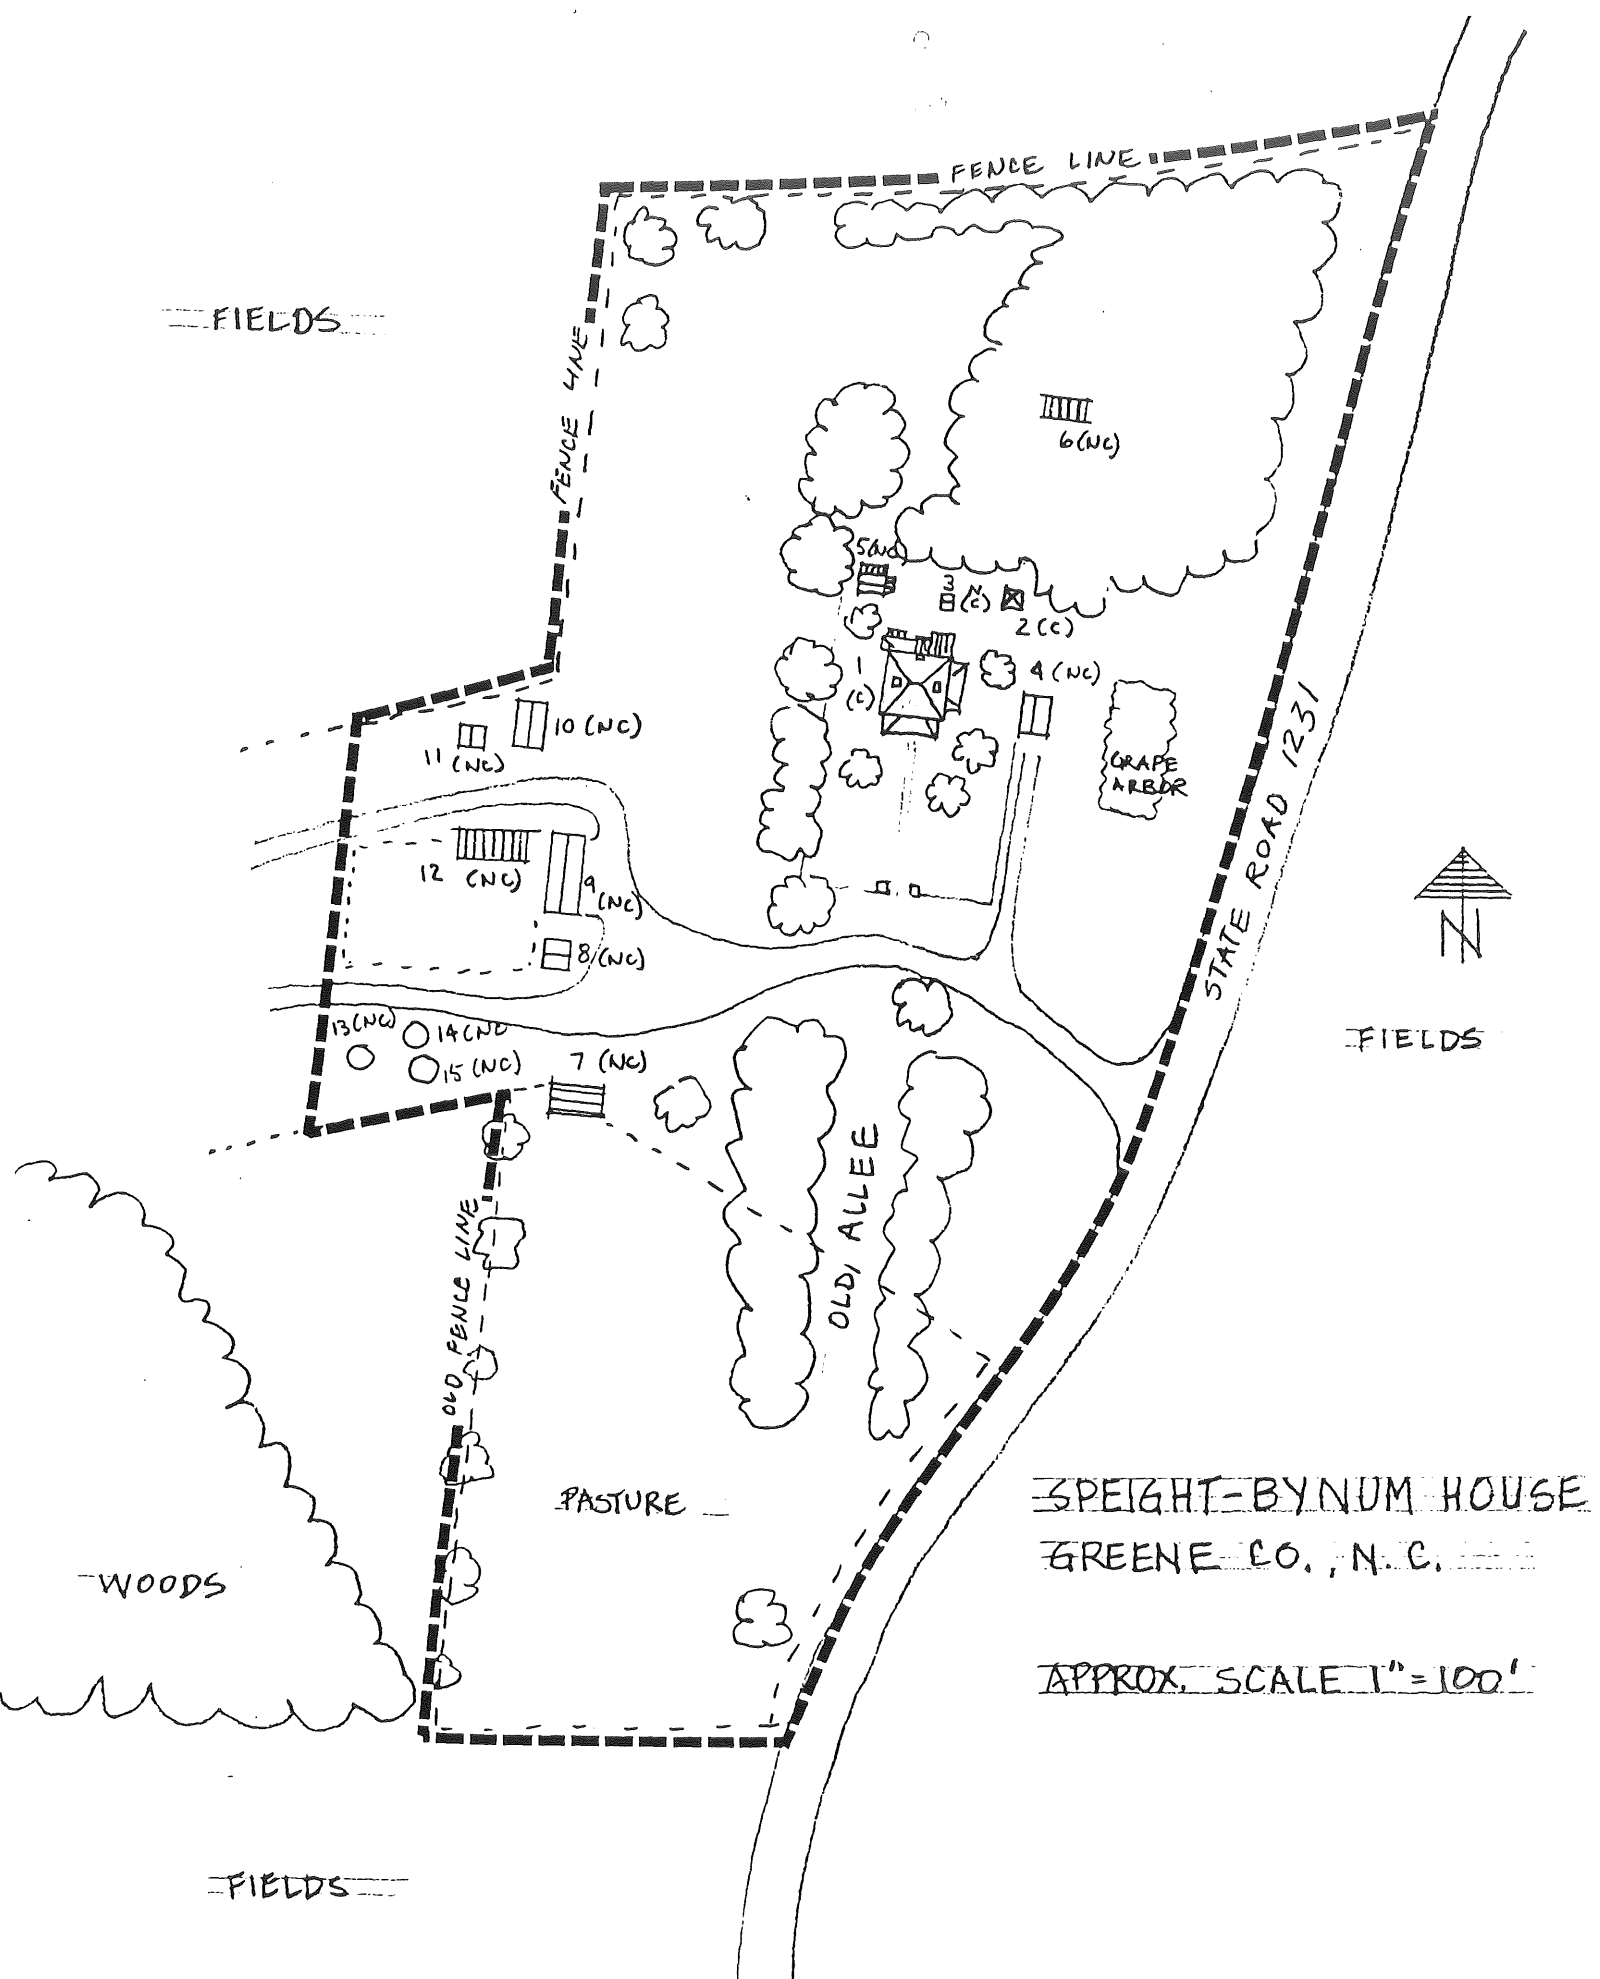 FENCE LINE
FIELDS
FENCE LINE
6(NC)
5(NC)
3
(NC)
2(C)
1
(C)
4(NC)
10(NC)
11
(NC)
GRAPE
ARBOR
STATE ROAD 1231
12 (NC)
9
(NC)
8(NC)
N
FIELDS
13(NC)
14(NC
15(NC)
7 (NC)
OLD, ALLEE
OLD FENCE LINE
PASTURE
WOODS
SPEIGHT-BYNUM HOUSE
GREENE CO., N.C.
APPROX. SCALE 1"=100'
FIELDS